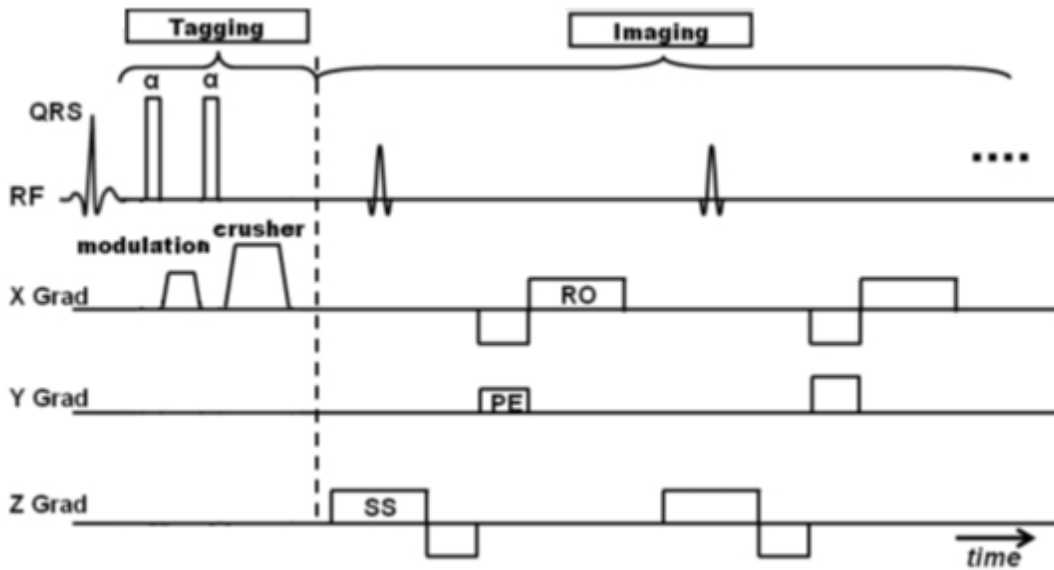 Tagging
Imaging
α α
QRS
RF
modulation
crusher
X Grad
RO
Y Grad
PE
Z Grad
SS
time